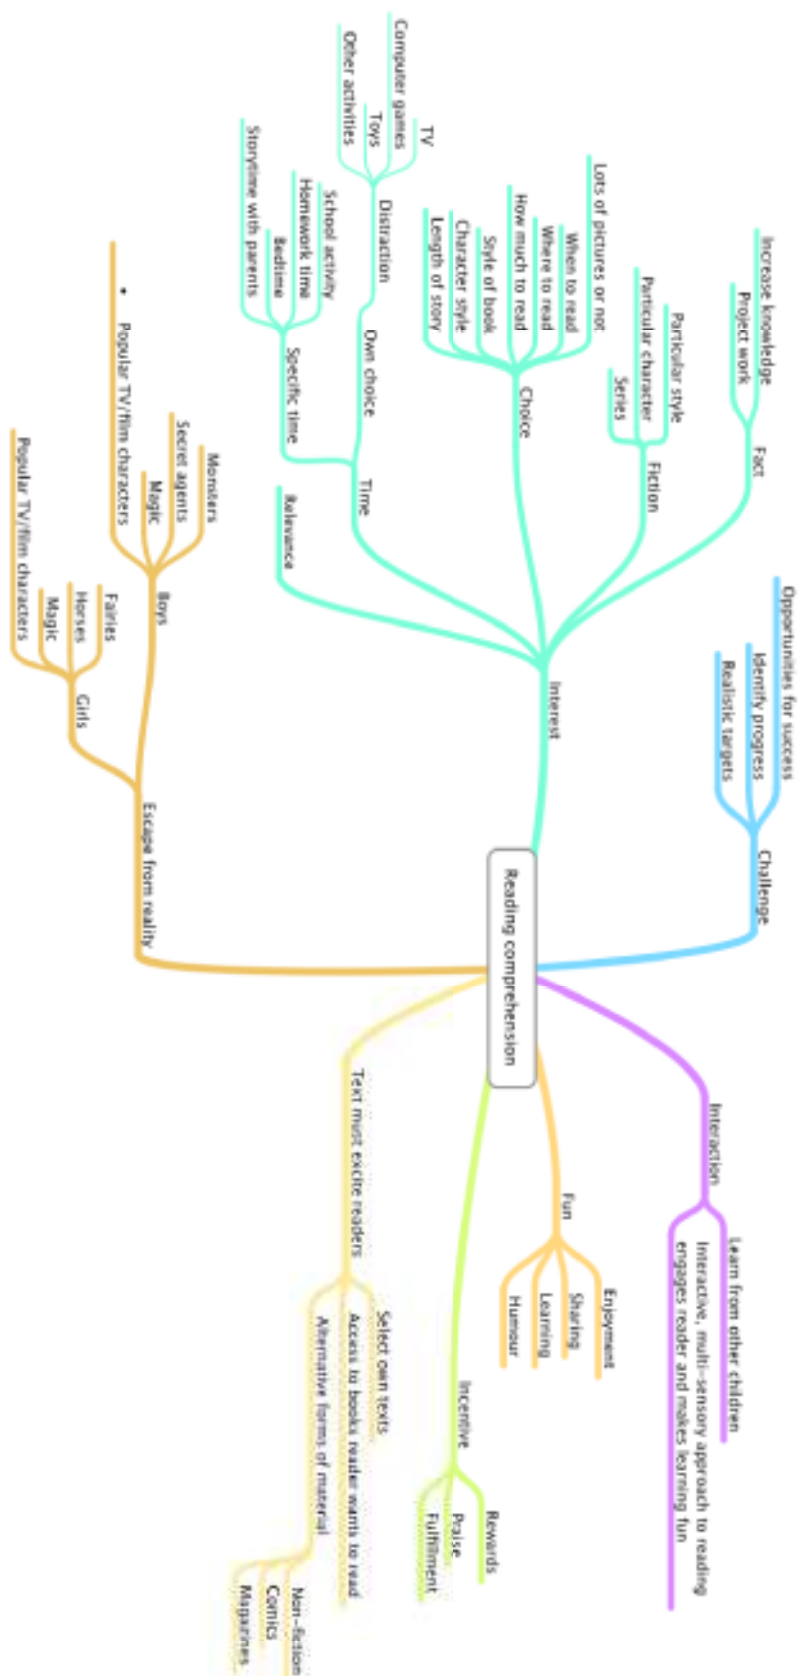 Reading comprehension
Challenge
Opportunities for success
Identify progress
Realistic targets
Interest
Fact
Increase knowledge
Project work
Fiction
Particular style
Particular character
Series
Choice
Lots of pictures or not
When to read
Where to read
How much to read
Style of book
Character style
Length of story
Time
Own choice
Distraction
TV
Computer games
Toys
Other activities
Specific time
School activity
Homework time
Bedtime
Storytime with parents
Relevance
Escape from reality
Boys
Monsters
Secret agents
Magic
• Popular TV/film characters
Girls
Fairies
Horses
Magic
Popular TV/film characters
Interaction
Learn from other children
Interactive, multi-sensory approach to reading
engages reader and makes learning fun
Fun
Enjoyment
Sharing
Learning
Humour
Incentive
Rewards
Praise
Fulfillment
Text must excite readers
Select own texts
Access to books reader wants to read
Alternative forms of material
Non-fiction
Comics
Magazines